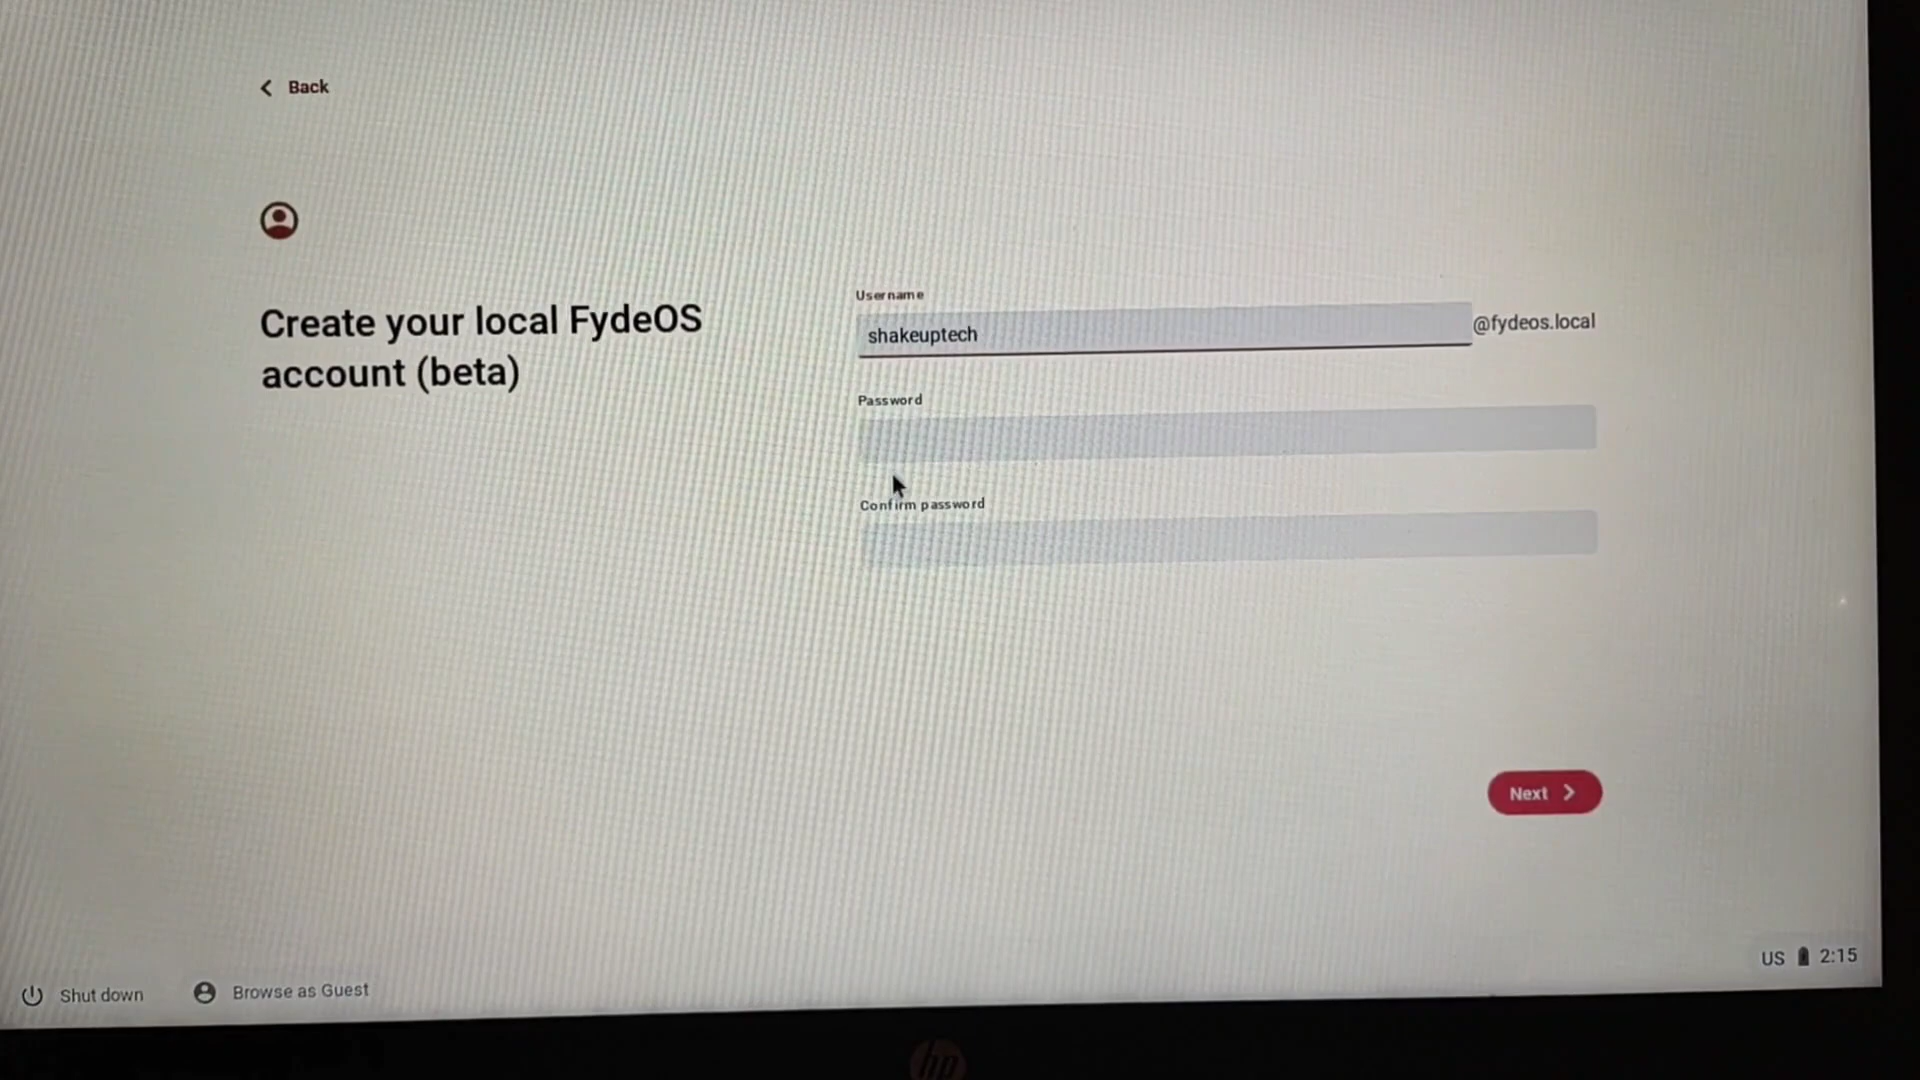 Back
Create your local FydeOS
account (beta)
Username
shakeuptech
@fydeos.local
Password
Confirm password
Next
US 2:15
Shut down
Browse as Guest
hp